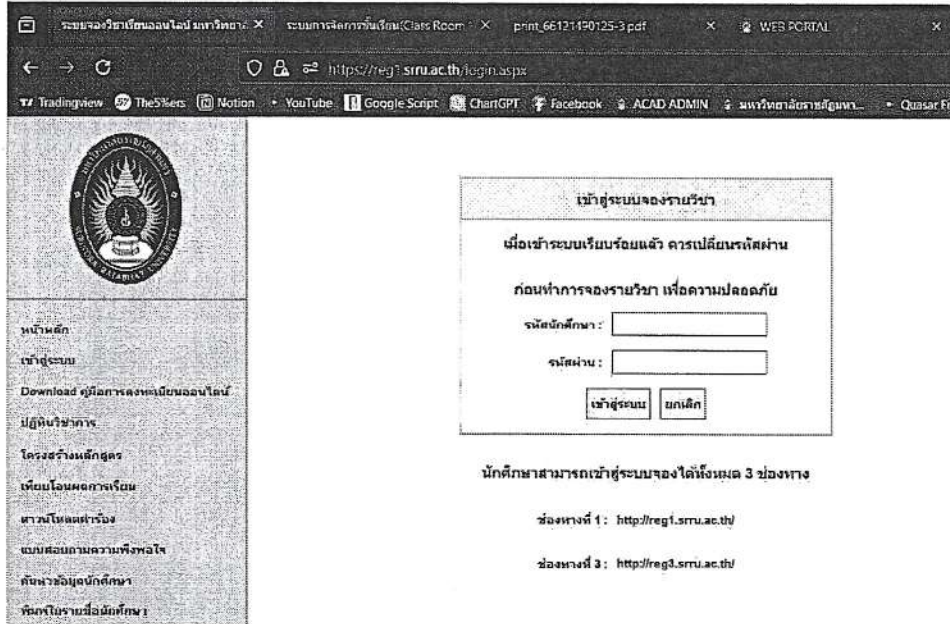 ระบบจองวิชาเรียนออนไลน์ มหาวิทยาลั
ระบบการจัดการชั้นเรียน(Class Room
print_66121490125-3.pdf
WEB PORTAL
https://reg1.srru.ac.th/login.aspx
Tradingview
The5%ers
Notion
YouTube
Google Script
ChartGPT
Facebook
ACAD ADMIN
มหาวิทยาลัยราชภัฏมหา...
Quasar Fr
เข้าสู่ระบบจองรายวิชา
เมื่อเข้าระบบเรียบร้อยแล้ว ควรเปลี่ยนรหัสผ่าน
ก่อนทำการจองรายวิชา เพื่อความปลอดภัย
รหัสนักศึกษา :
รหัสผ่าน :
เข้าสู่ระบบ ยกเลิก
นักศึกษาสามารถเข้าสู่ระบบจองได้ทั้งหมด 3 ช่องทาง
ช่องทางที่ 1 : http://reg1.srru.ac.th/
ช่องทางที่ 3 : http://reg3.srru.ac.th/
หน้าหลัก
เข้าสู่ระบบ
Download คู่มือการลงทะเบียนออนไลน์
ปฏิทินวิชาการ
โครงสร้างหลักสูตร
เทียบโอนผลการเรียน
ดาวน์โหลดคำร้อง
แบบสอบถามความพึงพอใจ
ค้นหาข้อมูลนักศึกษา
พิมพ์ใบรายชื่อนักศึกษา